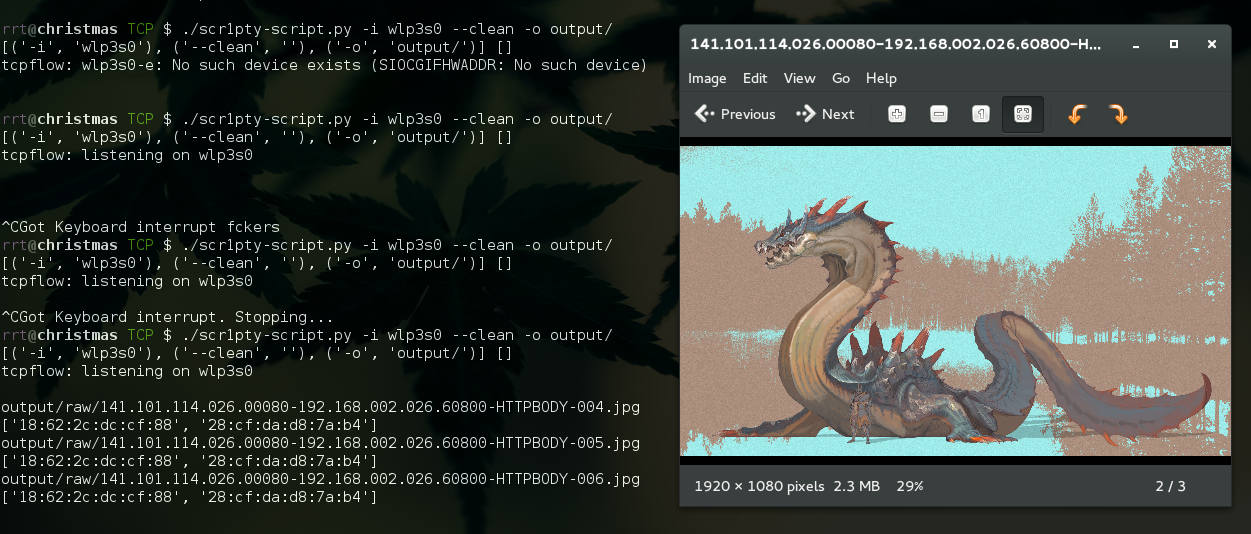 rrt@christmas TCP $ ./scr1pty-script.py -i wlp3s0 --clean -o output/
[('-i', 'wlp3s0'), ('--clean', ''), ('-o', 'output/')] []
tcpflow: wlp3s0-e: No such device exists (SIOCGIFHWADDR: No such device)
rrt@christmas TCP $ ./scr1pty-script.py -i wlp3s0 --clean -o output/
[('-i', 'wlp3s0'), ('--clean', ''), ('-o', 'output/')] []
tcpflow: listening on wlp3s0
^CGot Keyboard interrupt fckers
rrt@christmas TCP $ ./scr1pty-script.py -i wlp3s0 --clean -o output/
[('-i', 'wlp3s0'), ('--clean', ''), ('-o', 'output/')] []
tcpflow: listening on wlp3s0
^CGot Keyboard interrupt. Stopping...
rrt@christmas TCP $ ./scr1pty-script.py -i wlp3s0 --clean -o output/
[('-i', 'wlp3s0'), ('--clean', ''), ('-o', 'output/')] []
tcpflow: listening on wlp3s0
output/raw/141.101.114.026.00080-192.168.002.026.60800-HTTPBODY-004.jpg
['18:62:2c:dc:cf:88', '28:cf:da:d8:7a:b4']
output/raw/141.101.114.026.00080-192.168.002.026.60800-HTTPBODY-005.jpg
['18:62:2c:dc:cf:88', '28:cf:da:d8:7a:b4']
output/raw/141.101.114.026.00080-192.168.002.026.60800-HTTPBODY-006.jpg
['18:62:2c:dc:cf:88', '28:cf:da:d8:7a:b4']
141.101.114.026.00080-192.168.002.026.60800-H...
Image Edit View Go Help
Previous Next 1
1920 × 1080 pixels 2.3 MB 29% 2 / 3